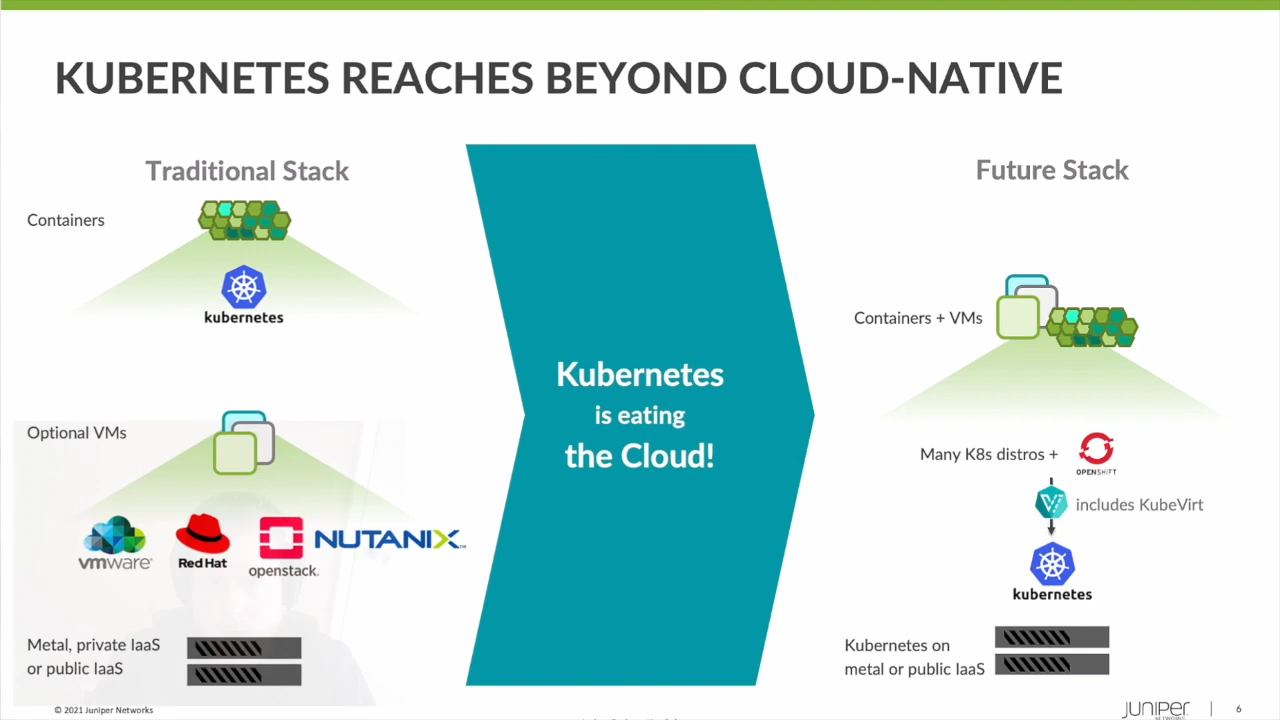 KUBERNETES REACHES BEYOND CLOUD-NATIVE
Traditional Stack
Containers
kubernetes
Optional VMs
vmware
Red Hat
openstack.
NUTANIX
Metal, private IaaS
or public IaaS
Kubernetes
is eating
the Cloud!
Future Stack
Containers + VMs
Many K8s distros +
OPENSHIFT
includes KubeVirt
kubernetes
Kubernetes on
metal or public IaaS
© 2021 Juniper Networks
JUNIPER
NETWORKS
6